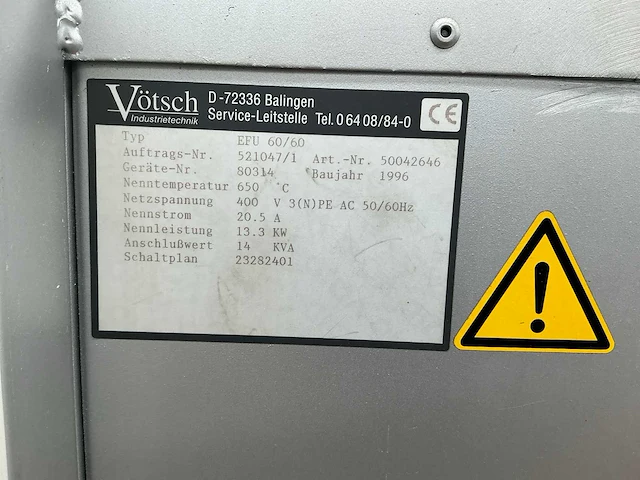 Vötsch D-72336 Balingen
Industrietechnik Service-Leitstelle Tel. 0 64 08/84-0 CE
Typ EFU 60/60
Auftrags-Nr. 521047/1 Art.-Nr. 50042646
Geräte-Nr. 80314 Baujahr 1996
Nenntemperatur 650 °C
Netzspannung 400 V 3(N)PE AC 50/60Hz
Nennstrom 20.5 A
Nennleistung 13.3 KW
Anschlußwert 14 KVA
Schaltplan 23282401
!